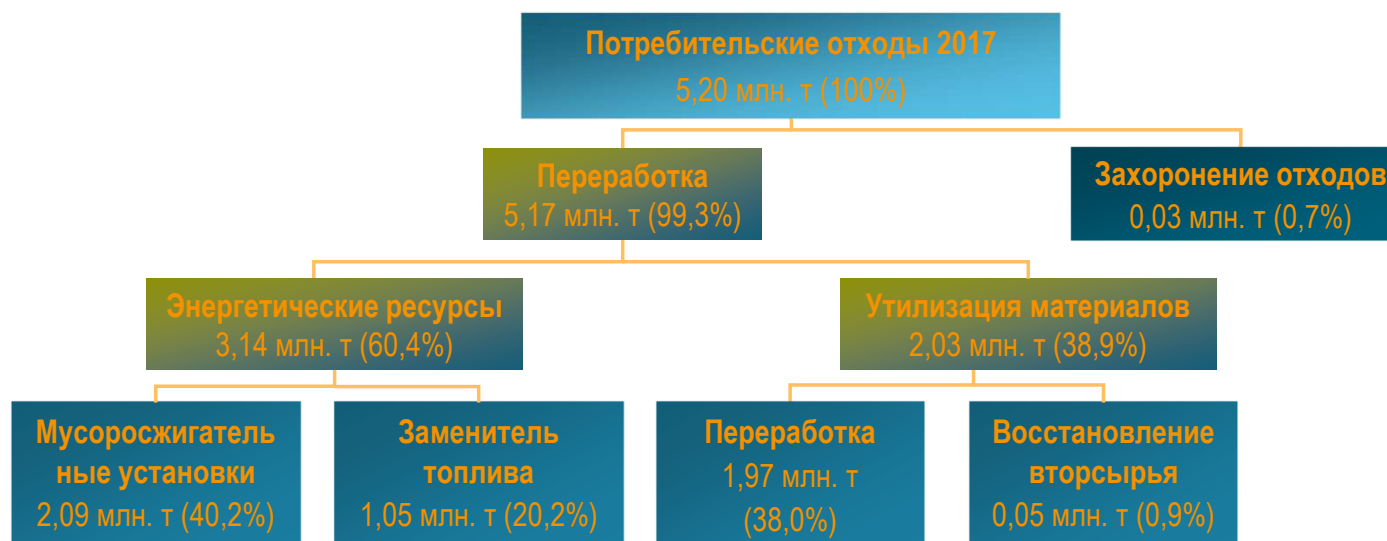 Потребительские отходы 2017
5,20 млн. т (100%)
Переработка
5,17 млн. т (99,3%)
Захоронение отходов
0,03 млн. т (0,7%)
Энергетические ресурсы
3,14 млн. т (60,4%)
Утилизация материалов
2,03 млн. т (38,9%)
Мусоросжигатель
ные установки
2,09 млн. т (40,2%)
Заменитель
топлива
1,05 млн. т (20,2%)
Переработка
1,97 млн. т
(38,0%)
Восстановление
вторсырья
0,05 млн. т (0,9%)